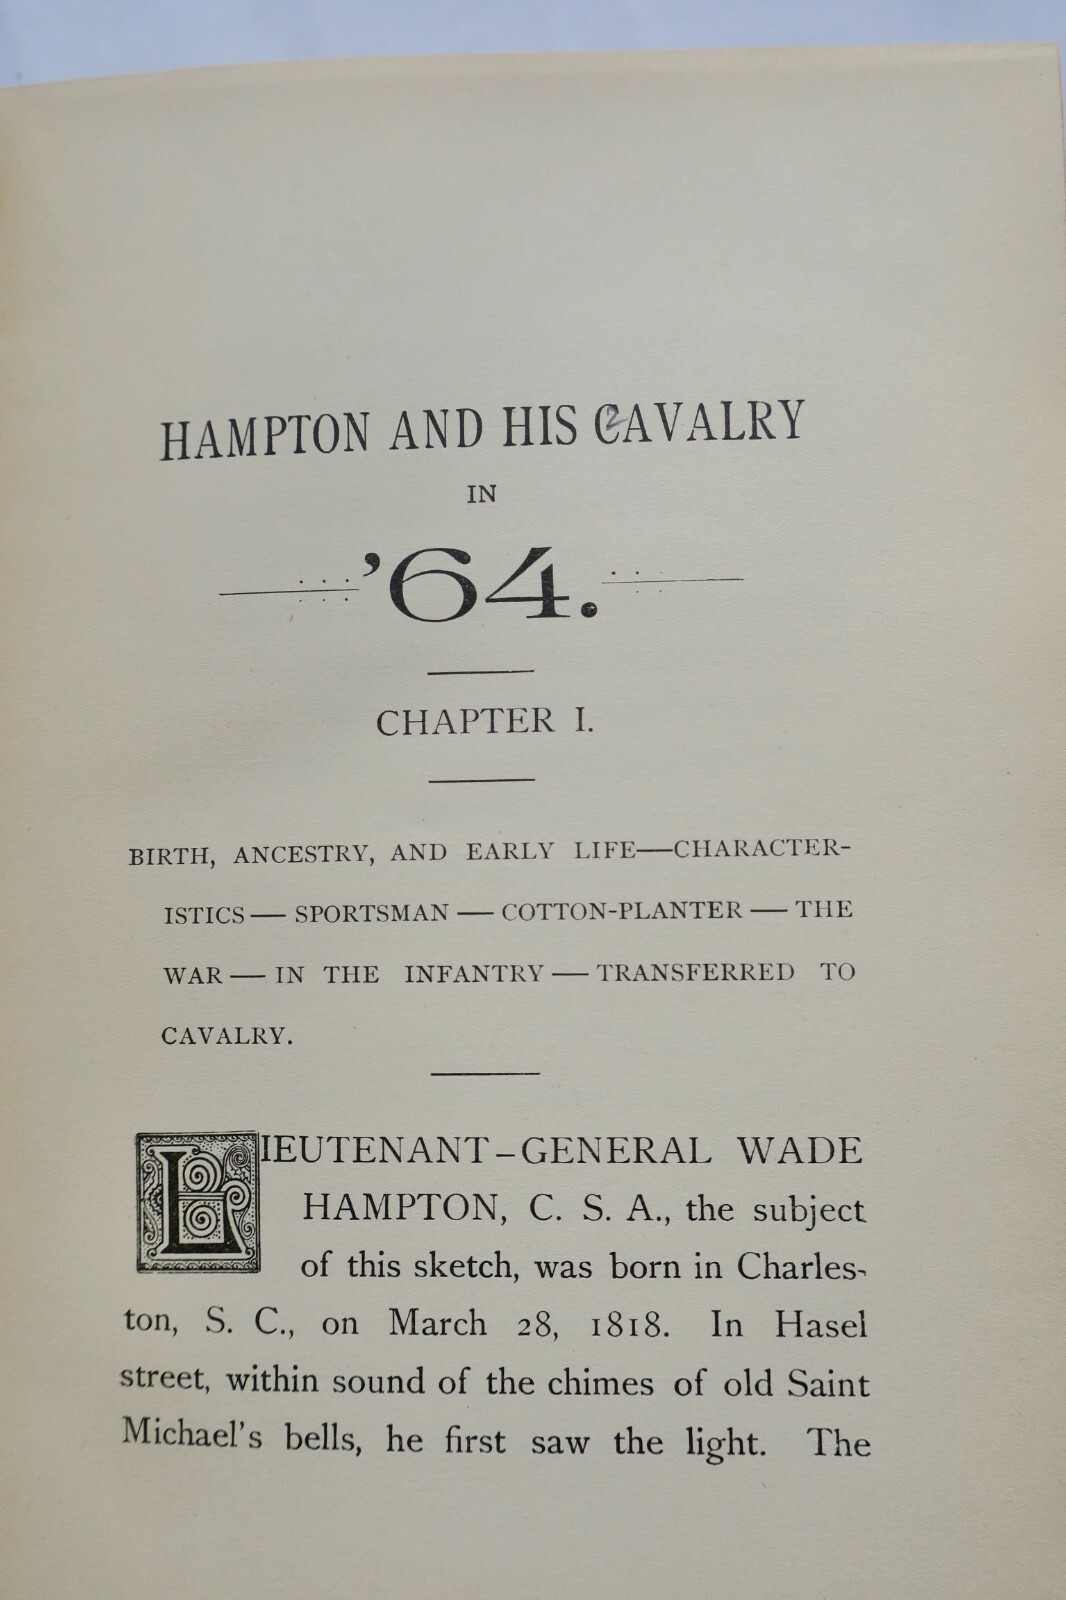 HAMPTON AND HIS CAVALRY
IN
’64.
CHAPTER I.
BIRTH, ANCESTRY, AND EARLY LIFE—CHARACTER-
ISTICS — SPORTSMAN — COTTON-PLANTER — THE
WAR — IN THE INFANTRY — TRANSFERRED TO
CAVALRY.
LIEUTENANT-GENERAL WADE
HAMPTON, C. S. A., the subject
of this sketch, was born in Charles-
ton, S. C., on March 28, 1818. In Hasel
street, within sound of the chimes of old Saint
Michael's bells, he first saw the light. The